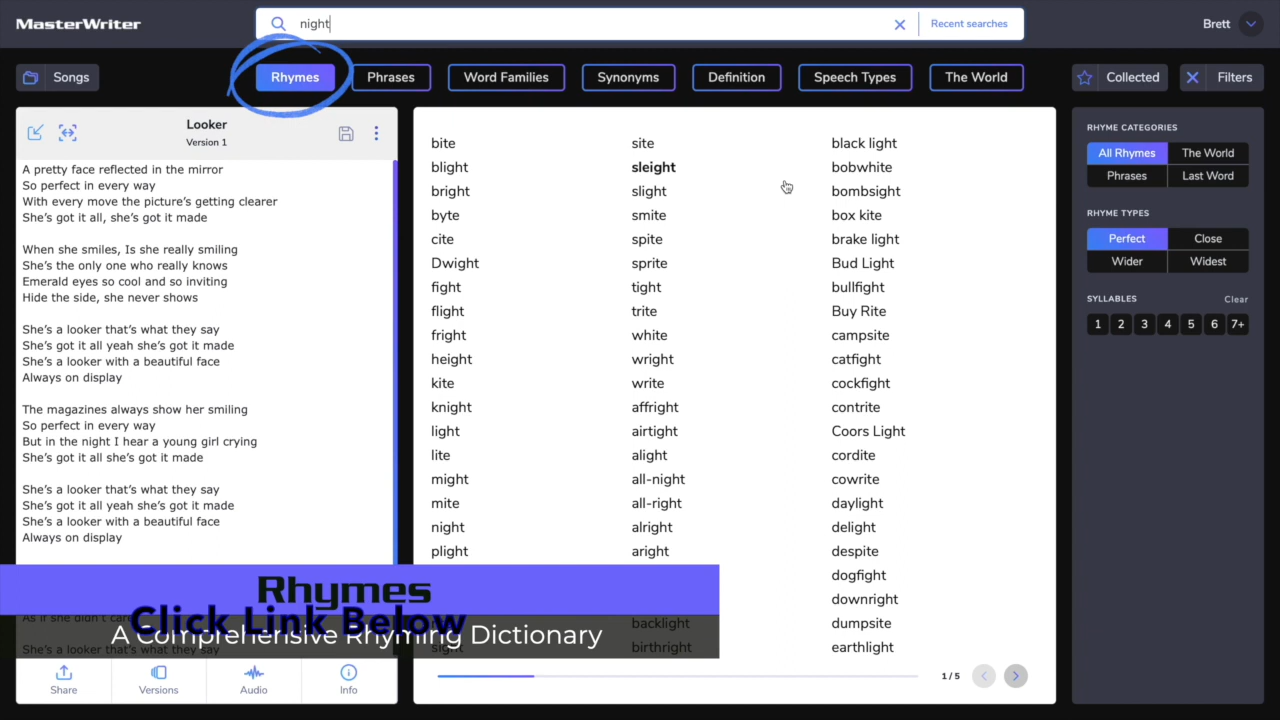 MasterWriter
night
Recent searches
Brett
Songs
Rhymes
Phrases
Word Families
Synonyms
Definition
Speech Types
The World
Collected
Filters
Looker
Version 1
A pretty face reflected in the mirror
So perfect in every way
With every move the picture's getting clearer
She's got it all, she's got it made
When she smiles, Is she really smiling
She's the only one who really knows
Emerald eyes so cool and so inviting
Hide the side, she never shows
She's a looker that's what they say
She's got it all yeah she's got it made
She's a looker with a beautiful face
Always on display
The magazines always show her smiling
So perfect in every way
But in the night I hear a young girl crying
She's got it all she's got it made
She's a looker that's what they say
She's got it all yeah she's got it made
She's a looker with a beautiful face
Always on display
As if she didn't care
She's a looker that's what they say
Share
Versions
Audio
Info
bite
blight
bright
byte
cite
Dwight
fight
flight
fright
height
kite
knight
light
lite
might
mite
night
plight
sight
site
sleight
slight
smite
spite
sprite
tight
trite
white
wright
write
affright
airtight
alight
all-night
all-right
alright
aright
backlight
birthright
black light
bobwhite
bombsight
box kite
brake light
Bud Light
bullfight
Buy Rite
campsite
catfight
cockfight
contrite
Coors Light
cordite
cowrite
daylight
delight
despite
dogfight
downright
dumpsite
earthlight
1 / 5
RHYME CATEGORIES
All Rhymes
The World
Phrases
Last Word
RHYME TYPES
Perfect
Close
Wider
Widest
SYLLABLES
Clear
1 2 3 4 5 6 7+
Rhymes
Click Link Below
A Comprehensive Rhyming Dictionary